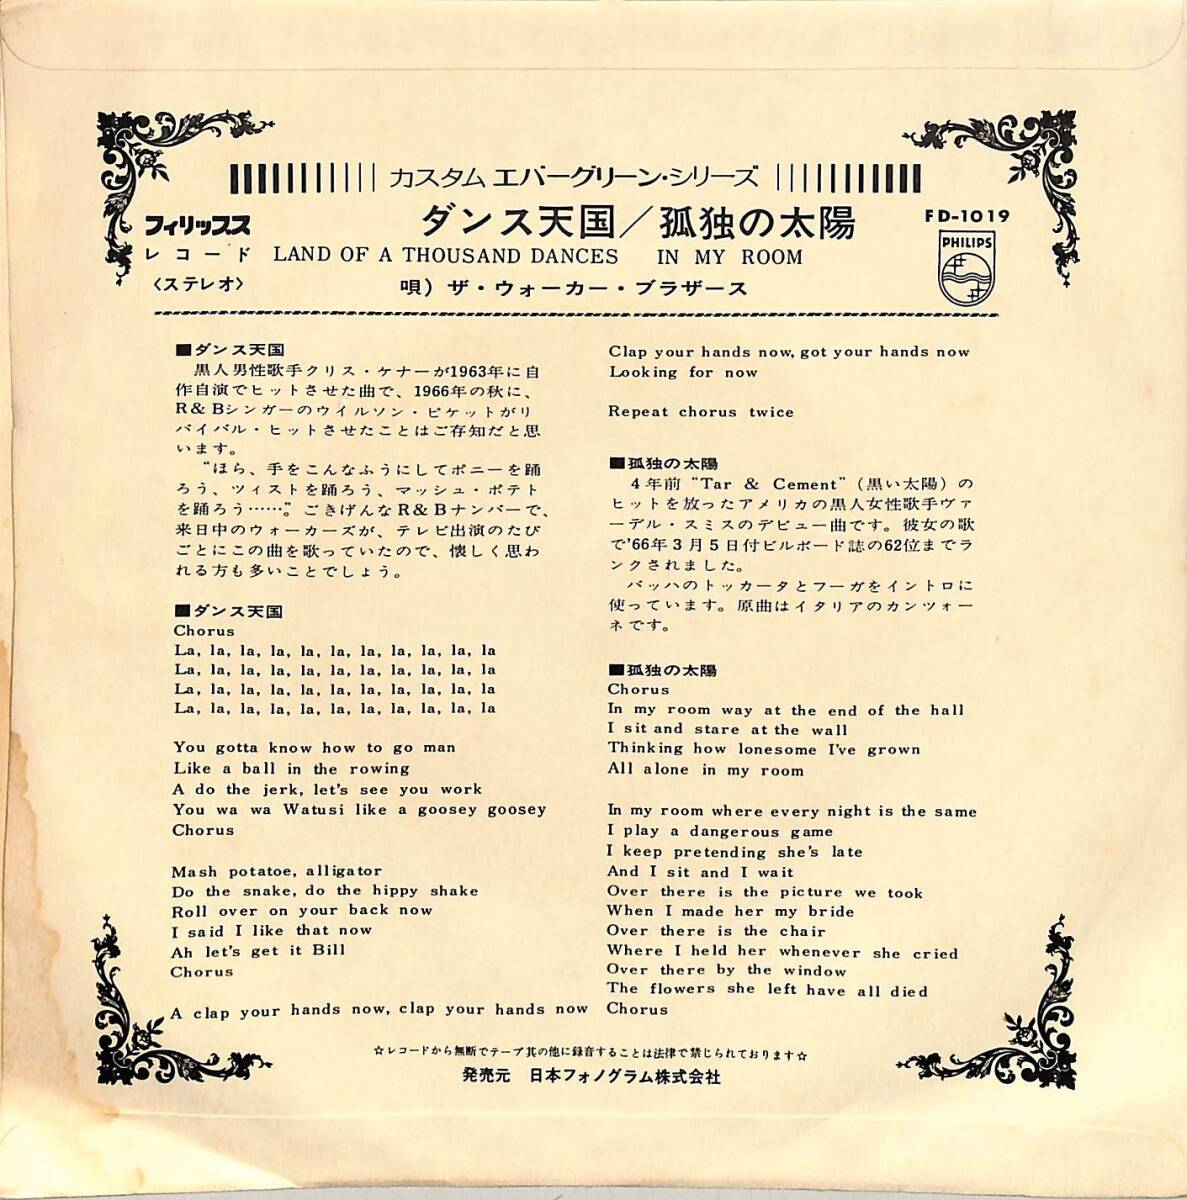 カスタム エバーグリーン・シリーズ
フィリップス
レコード
〈ステレオ〉
ダンス天国／孤独の太陽
LAND OF A THOUSAND DANCES IN MY ROOM
唄）ザ・ウォーカー・ブラザース
FD-1019
PHILIPS
■ダンス天国
黒人男性歌手クリス・ケナーが1963年に自
作自演でヒットさせた曲で、1966年の秋に、
R&Bシンガーのウイルソン・ピケットがリ
バイバル・ヒットさせたことはご存知だと思
います。
“ほら、手をこんなふうにしてポニーを踊
ろう、ツィストを踊ろう、マッシュ・ポテト
を踊ろう……。”ごきげんなR&Bナンバーで、
来日中のウォーカーズが、テレビ出演のたび
ごとにこの曲を歌っていたので、懐しく思わ
れる方も多いことでしょう。
■ダンス天国
Chorus
La, la, la, la, la, la, la, la, la, la, la
La, la, la, la, la, la, la, la, la, la, la
La, la, la, la, la, la, la, la, la, la, la
La, la, la, la, la, la, la, la, la, la, la
You gotta know how to go man
Like a ball in the rowing
A do the jerk, let's see you work
You wa wa Watusi like a goosey goosey
Chorus
Mash potatoe, alligator
Do the snake, do the hippy shake
Roll over on your back now
I said I like that now
Ah let's get it Bill
Chorus
A clap your hands now, clap your hands now
Clap your hands now, got your hands now
Looking for now
Repeat chorus twice
■孤独の太陽
４年前“Tar & Cement”（黒い太陽）の
ヒットを放ったアメリカの黒人女性歌手ヴァ
ーデル・スミスのデビュー曲です。彼女の歌
で'66年３月５日付ビルボード誌の62位までラ
ンクされました。
バッハのトッカータとフーガをイントロに
使っています。原曲はイタリアのカンツォー
ネです。
■孤独の太陽
Chorus
In my room way at the end of the hall
I sit and stare at the wall
Thinking how lonesome I've grown
All alone in my room
In my room where every night is the same
I play a dangerous game
I keep pretending she's late
And I sit and I wait
Over there is the picture we took
When I made her my bride
Over there is the chair
Where I held her whenever she cried
Over there by the window
The flowers she left have all died
Chorus
☆レコードから無断でテープ其の他に録音することは法律で禁じられております☆
発売元 日本フォノグラム株式会社